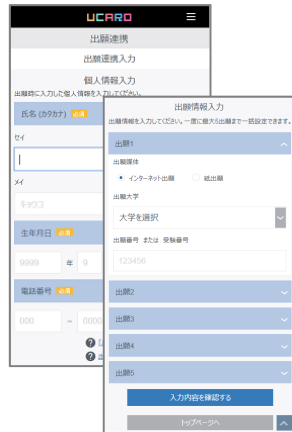 UCARO
出願連携
出願連携入力
個人情報入力
出願時に入力した個人情報を入力してください。
氏名 (カタカナ) 必須
セイ
メイ
キョウコ
生年月日 必須
9999 年 9
電話番号 必須
000 - 0000
出願情報入力
出願情報を入力してください。一度に最大5出願まで一括設定できます。
出願1
出願媒体
インターネット出願 紙出願
出願大学
大学を選択
出願番号 または 受験番号
123456
出願2
出願3
出願4
出願5
入力内容を確認する
トップページへ